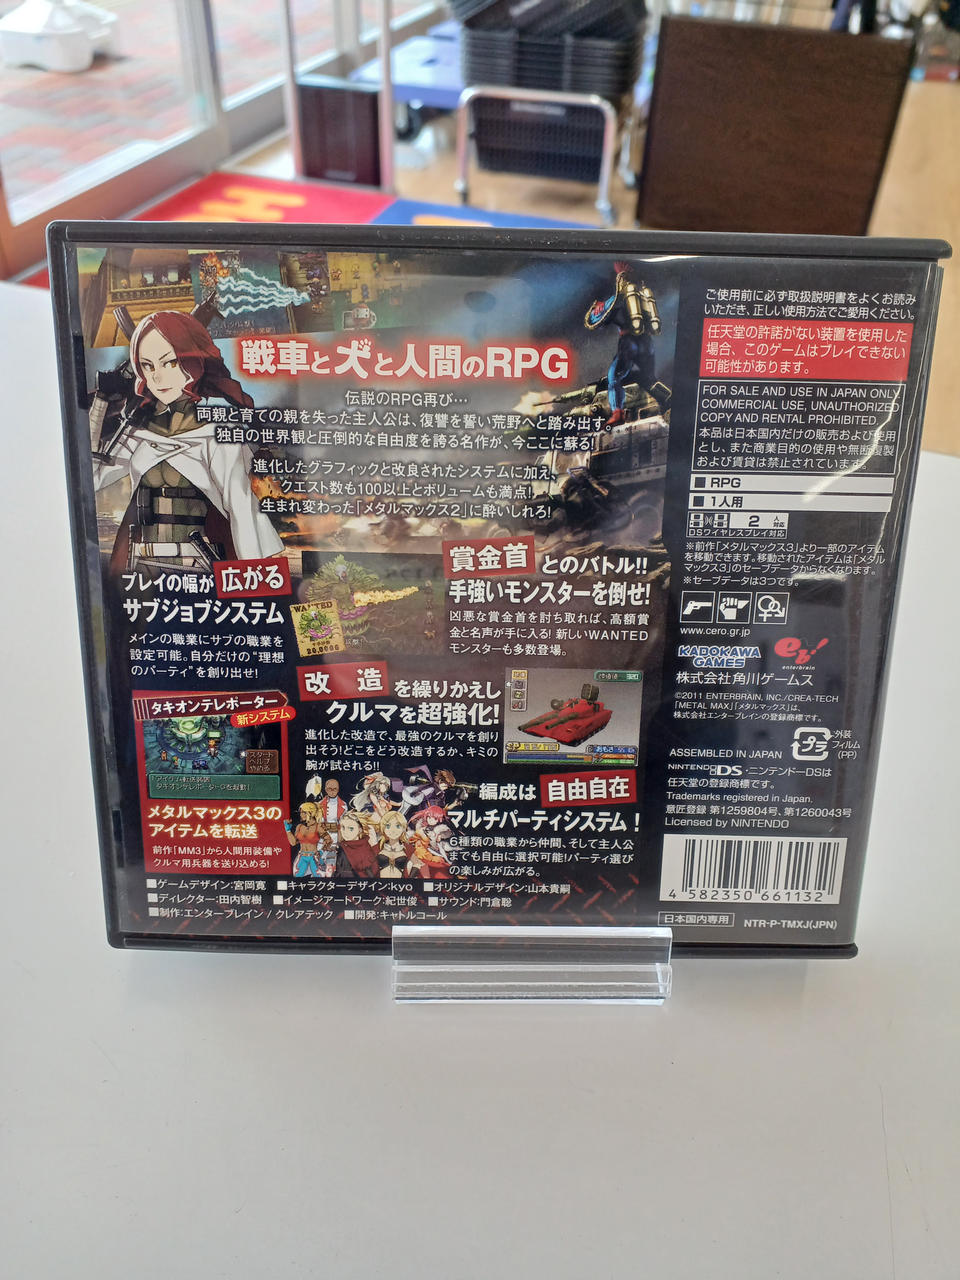 戦車と犬と人間のRPG
伝説のRPG再び…
両親と育ての親を失った主人公は、復讐を誓い荒野へと踏み出す。
独自の世界観と圧倒的な自由度を誇る名作が、今ここに蘇る!
進化したグラフィックと改良されたシステムに加え、
クエスト数も100以上とボリュームも満点!
生まれ変わった「メタルマックス2」に酔いしれろ!
プレイの幅が 広がる
サブジョブシステム
メインの職業にサブの職業を
設定可能。自分だけの“理想
のパーティ”を創り出せ!
WANTED
賞金首 とのバトル!!
手強いモンスターを倒せ!
凶悪な賞金首を討ち取れば、高額賞
金と名声が手に入る! 新しいWANTED
モンスターも多数登場。
タキオンテレポーター
新システム
スタート
ヘルプ
やめる
メタルマックス3の
アイテムを転送
前作「MM3」から人間用装備や
クルマ用兵器を送り込める!
改造 を繰りかえし
クルマを超強化!
進化した改造で、最強のクルマを創り
出そう!どこをどう改造するか、キミの
腕が試される!!
編成は 自由自在
マルチパーティシステム!
6種類の職業から仲間、そして主人公
までも自由に選択可能!パーティ選び
の楽しみが広がる。
■ゲームデザイン:宮岡寛 ■キャラクターデザイン:kyo ■オリジナルデザイン:山本貴嗣
■ディレクター:田内智樹 ■イメージアートワーク:紀世俊 ■サウンド:門倉聡
■制作:エンターブレイン / クレアテック ■開発:キャトルコール
ご使用前に必ず取扱説明書をよくお読み
いただき、正しい使用方法でご愛用ください。
任天堂の許諾がない装置を使用した
場合、このゲームはプレイできない
可能性があります。
FOR SALE AND USE IN JAPAN ONLY.
COMMERCIAL USE, UNAUTHORIZED
COPY AND RENTAL PROHIBITED.
本品は日本国内だけの販売および使用
とし、また商業目的の使用や無断複製
および賃貸は禁止されています。
■ RPG
■ 1人用
2 人対応
DSワイヤレスプレイ対応
※前作「メタルマックス3」より一部のアイテム
を移動できます。移動されたアイテムは「メタル
マックス3」のセーブデータからなくなります。
※セーブデータは3つです。
www.cero.gr.jp
KADOKAWA
GAMES
eb!
enterbrain
株式会社角川ゲームス
©2011 ENTERBRAIN, INC./CREA-TECH
「METAL MAX」「メタルマックス」は、
株式会社エンターブレインの登録商標です。
ASSEMBLED IN JAPAN
プラ
外装
フィルム
(PP)
NINTENDO DS・ニンテンドーDSは
任天堂の登録商標です。
Trademarks registered in Japan.
意匠登録 第1259804号、第1260043号
Licensed by NINTENDO
4 582350 661132
日本国内専用
NTR-P-TMXJ(JPN)